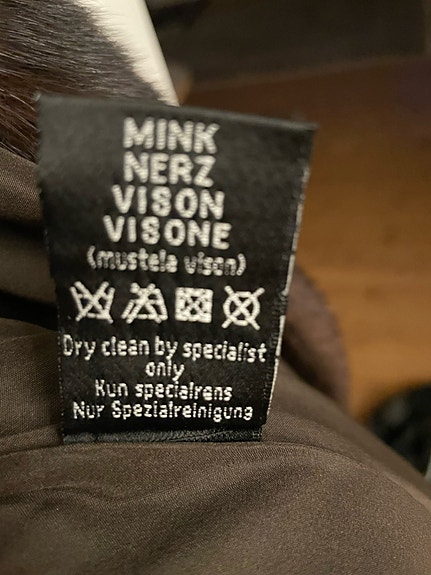 MINK
NERZ
VISON
VISONE
(mustela vison)
Dry clean by specialist
only
Kun specialrens
Nur Spezialreinigung